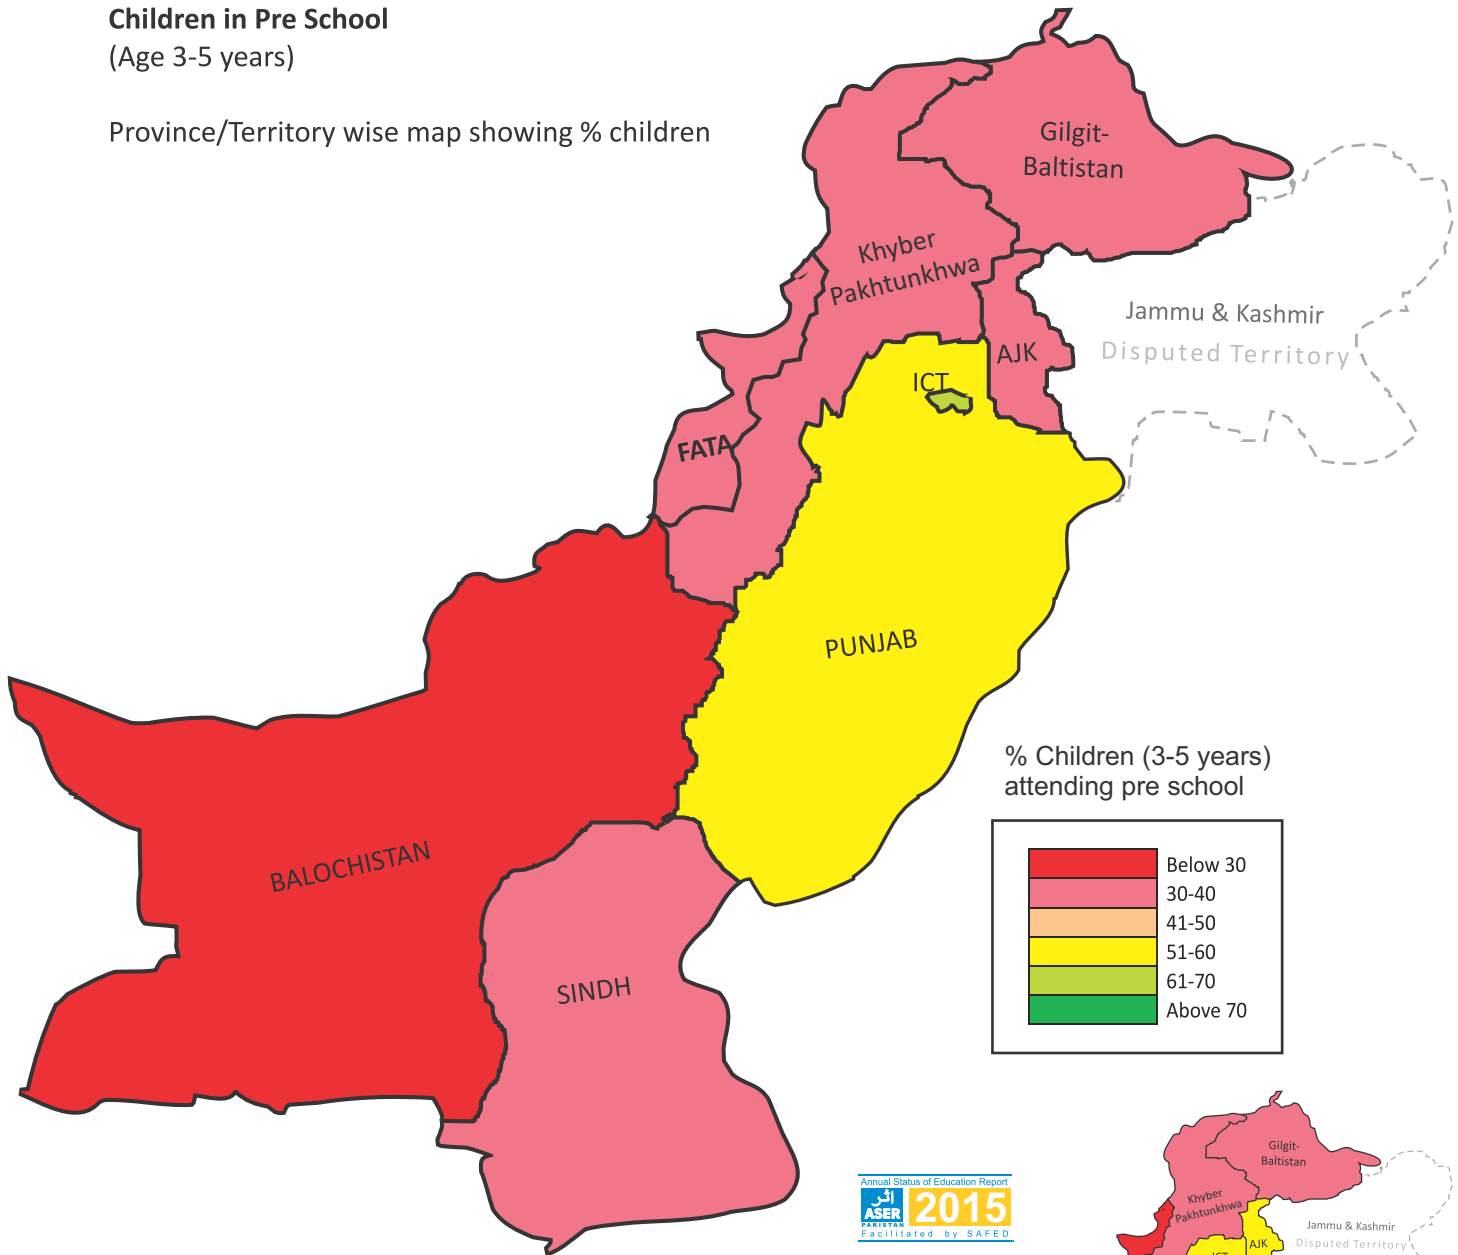 Children in Pre School
(Age 3-5 years)
Province/Territory wise map showing % children
Gilgit-
Baltistan
Khyber
Pakhtunkhwa
Jammu & Kashmir
Disputed Territory
AJK
ICT
FATA
PUNJAB
BALOCHISTAN
SINDH
% Children (3-5 years)
attending pre school
Below 30
30-40
41-50
51-60
61-70
Above 70
Annual Status of Education Report
اثر
ASER
PAKISTAN
2015
Facilitated by SAFED
Gilgit-
Baltistan
Khyber
Pakhtunkhwa
Jammu & Kashmir
Disputed Territory
AJK
ICT